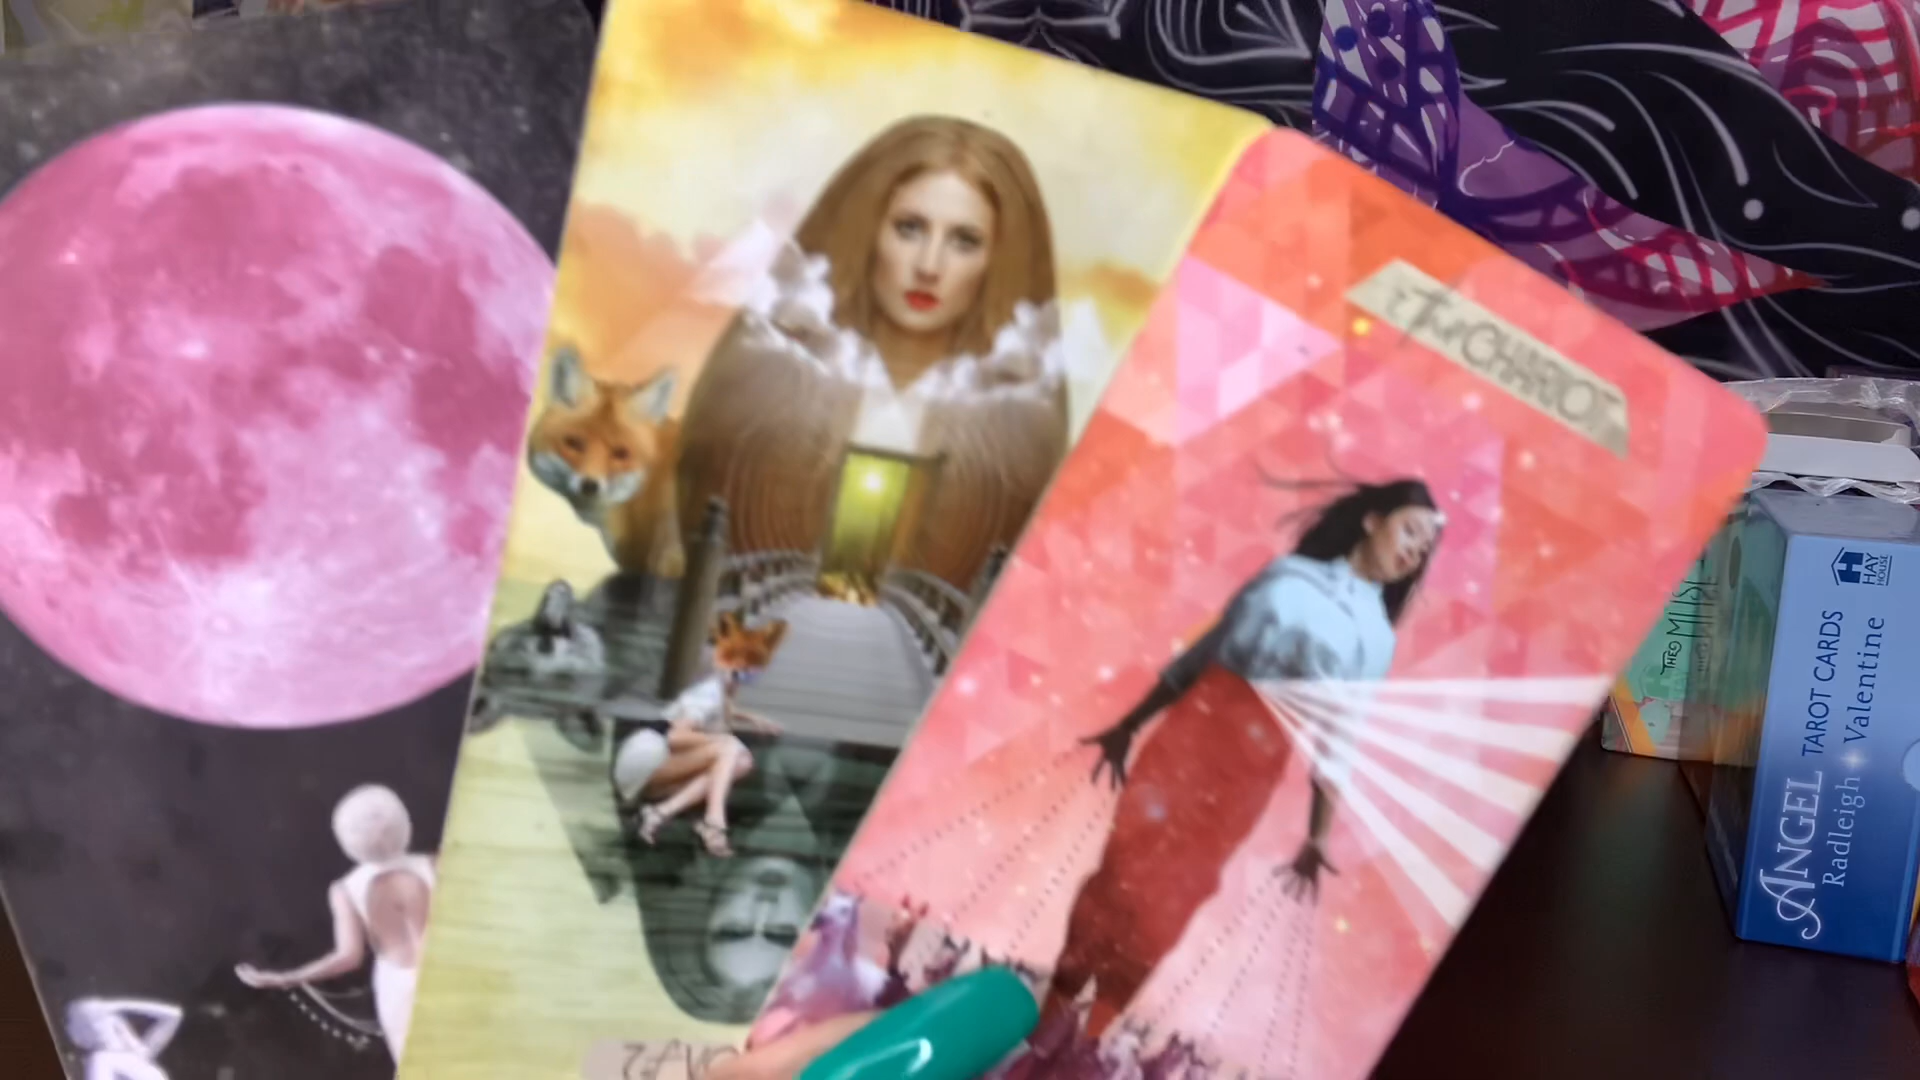 The CHARIOT
THE MUSE
ANGEL TAROT CARDS
Radleigh Valentine
HAY
HOUSE